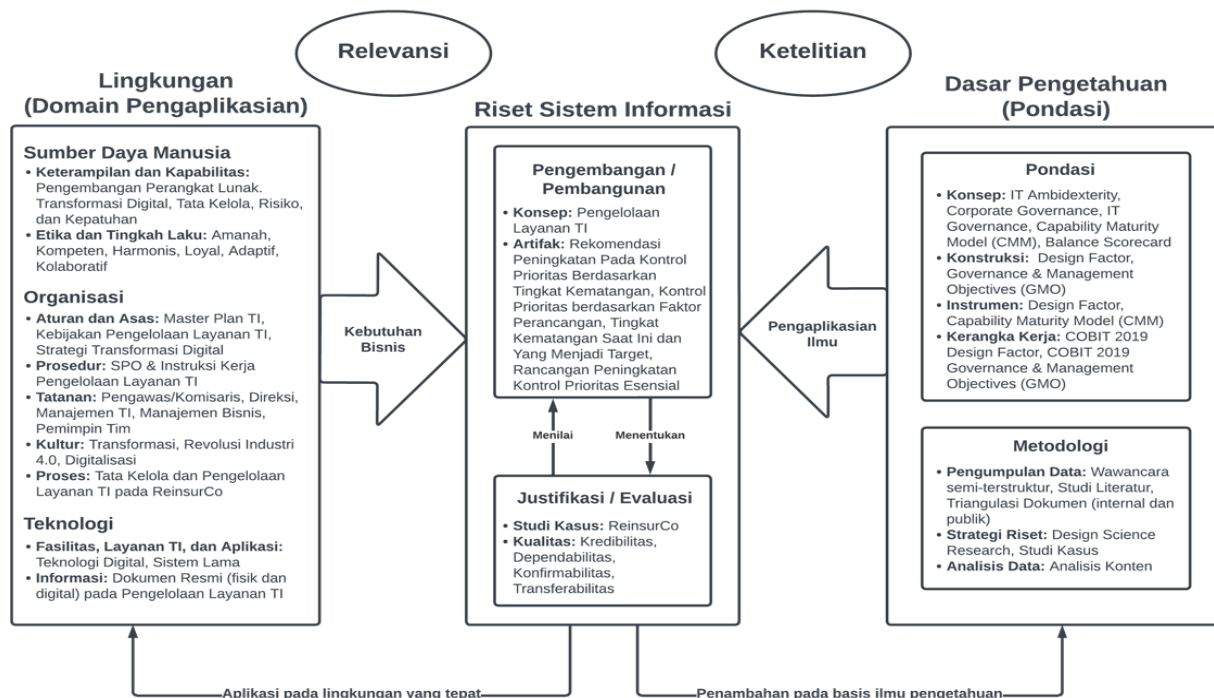 Relevansi
Ketelitian
Lingkungan
(Domain Pengaplikasian)
Sumber Daya Manusia
• Keterampilan dan Kapabilitas:
Pengembangan Perangkat Lunak.
Transformasi Digital, Tata Kelola, Risiko,
dan Kepatuhan
• Etika dan Tingkah Laku: Amanah,
Kompeten, Harmonis, Loyal, Adaptif,
Kolaboratif
Organisasi
• Aturan dan Asas: Master Plan TI,
Kebijakan Pengelolaan Layanan TI,
Strategi Transformasi Digital
• Prosedur: SPO & Instruksi Kerja
Pengelolaan Layanan TI
• Tatanan: Pengawas/Komisaris, Direksi,
Manajemen TI, Manajemen Bisnis,
Pemimpin Tim
• Kultur: Transformasi, Revolusi Industri
4.0, Digitalisasi
• Proses: Tata Kelola dan Pengelolaan
Layanan TI pada ReinsurCo
Teknologi
• Fasilitas, Layanan TI, dan Aplikasi:
Teknologi Digital, Sistem Lama
• Informasi: Dokumen Resmi (fisik dan
digital) pada Pengelolaan Layanan TI
Kebutuhan
Bisnis
Riset Sistem Informasi
Pengembangan /
Pembangunan
• Konsep: Pengelolaan
Layanan TI
• Artifak: Rekomendasi
Peningkatan Pada Kontrol
Prioritas Berdasarkan
Tingkat Kematangan, Kontrol
Prioritas berdasarkan Faktor
Perancangan, Tingkat
Kematangan Saat Ini dan
Yang Menjadi Target,
Rancangan Peningkatan
Kontrol Prioritas Esensial
Menilai
Menentukan
Justifikasi / Evaluasi
• Studi Kasus: ReinsurCo
• Kualitas: Kredibilitas,
Dependabilitas,
Konfirmabilitas,
Transferabilitas
Pengaplikasian
Ilmu
Dasar Pengetahuan
(Pondasi)
Pondasi
• Konsep: IT Ambidexterity,
Corporate Governance, IT
Governance, Capability Maturity
Model (CMM), Balance Scorecard
• Konstruksi: Design Factor,
Governance & Management
Objectives (GMO)
• Instrumen: Design Factor,
Capability Maturity Model (CMM)
• Kerangka Kerja: COBIT 2019
Design Factor, COBIT 2019
Governance & Management
Objectives (GMO)
Metodologi
• Pengumpulan Data: Wawancara
semi-terstruktur, Studi Literatur,
Triangulasi Dokumen (internal dan
publik)
• Strategi Riset: Design Science
Research, Studi Kasus
• Analisis Data: Analisis Konten
Aplikasi pada lingkungan yang tepat
Penambahan pada basis ilmu pengetahuan